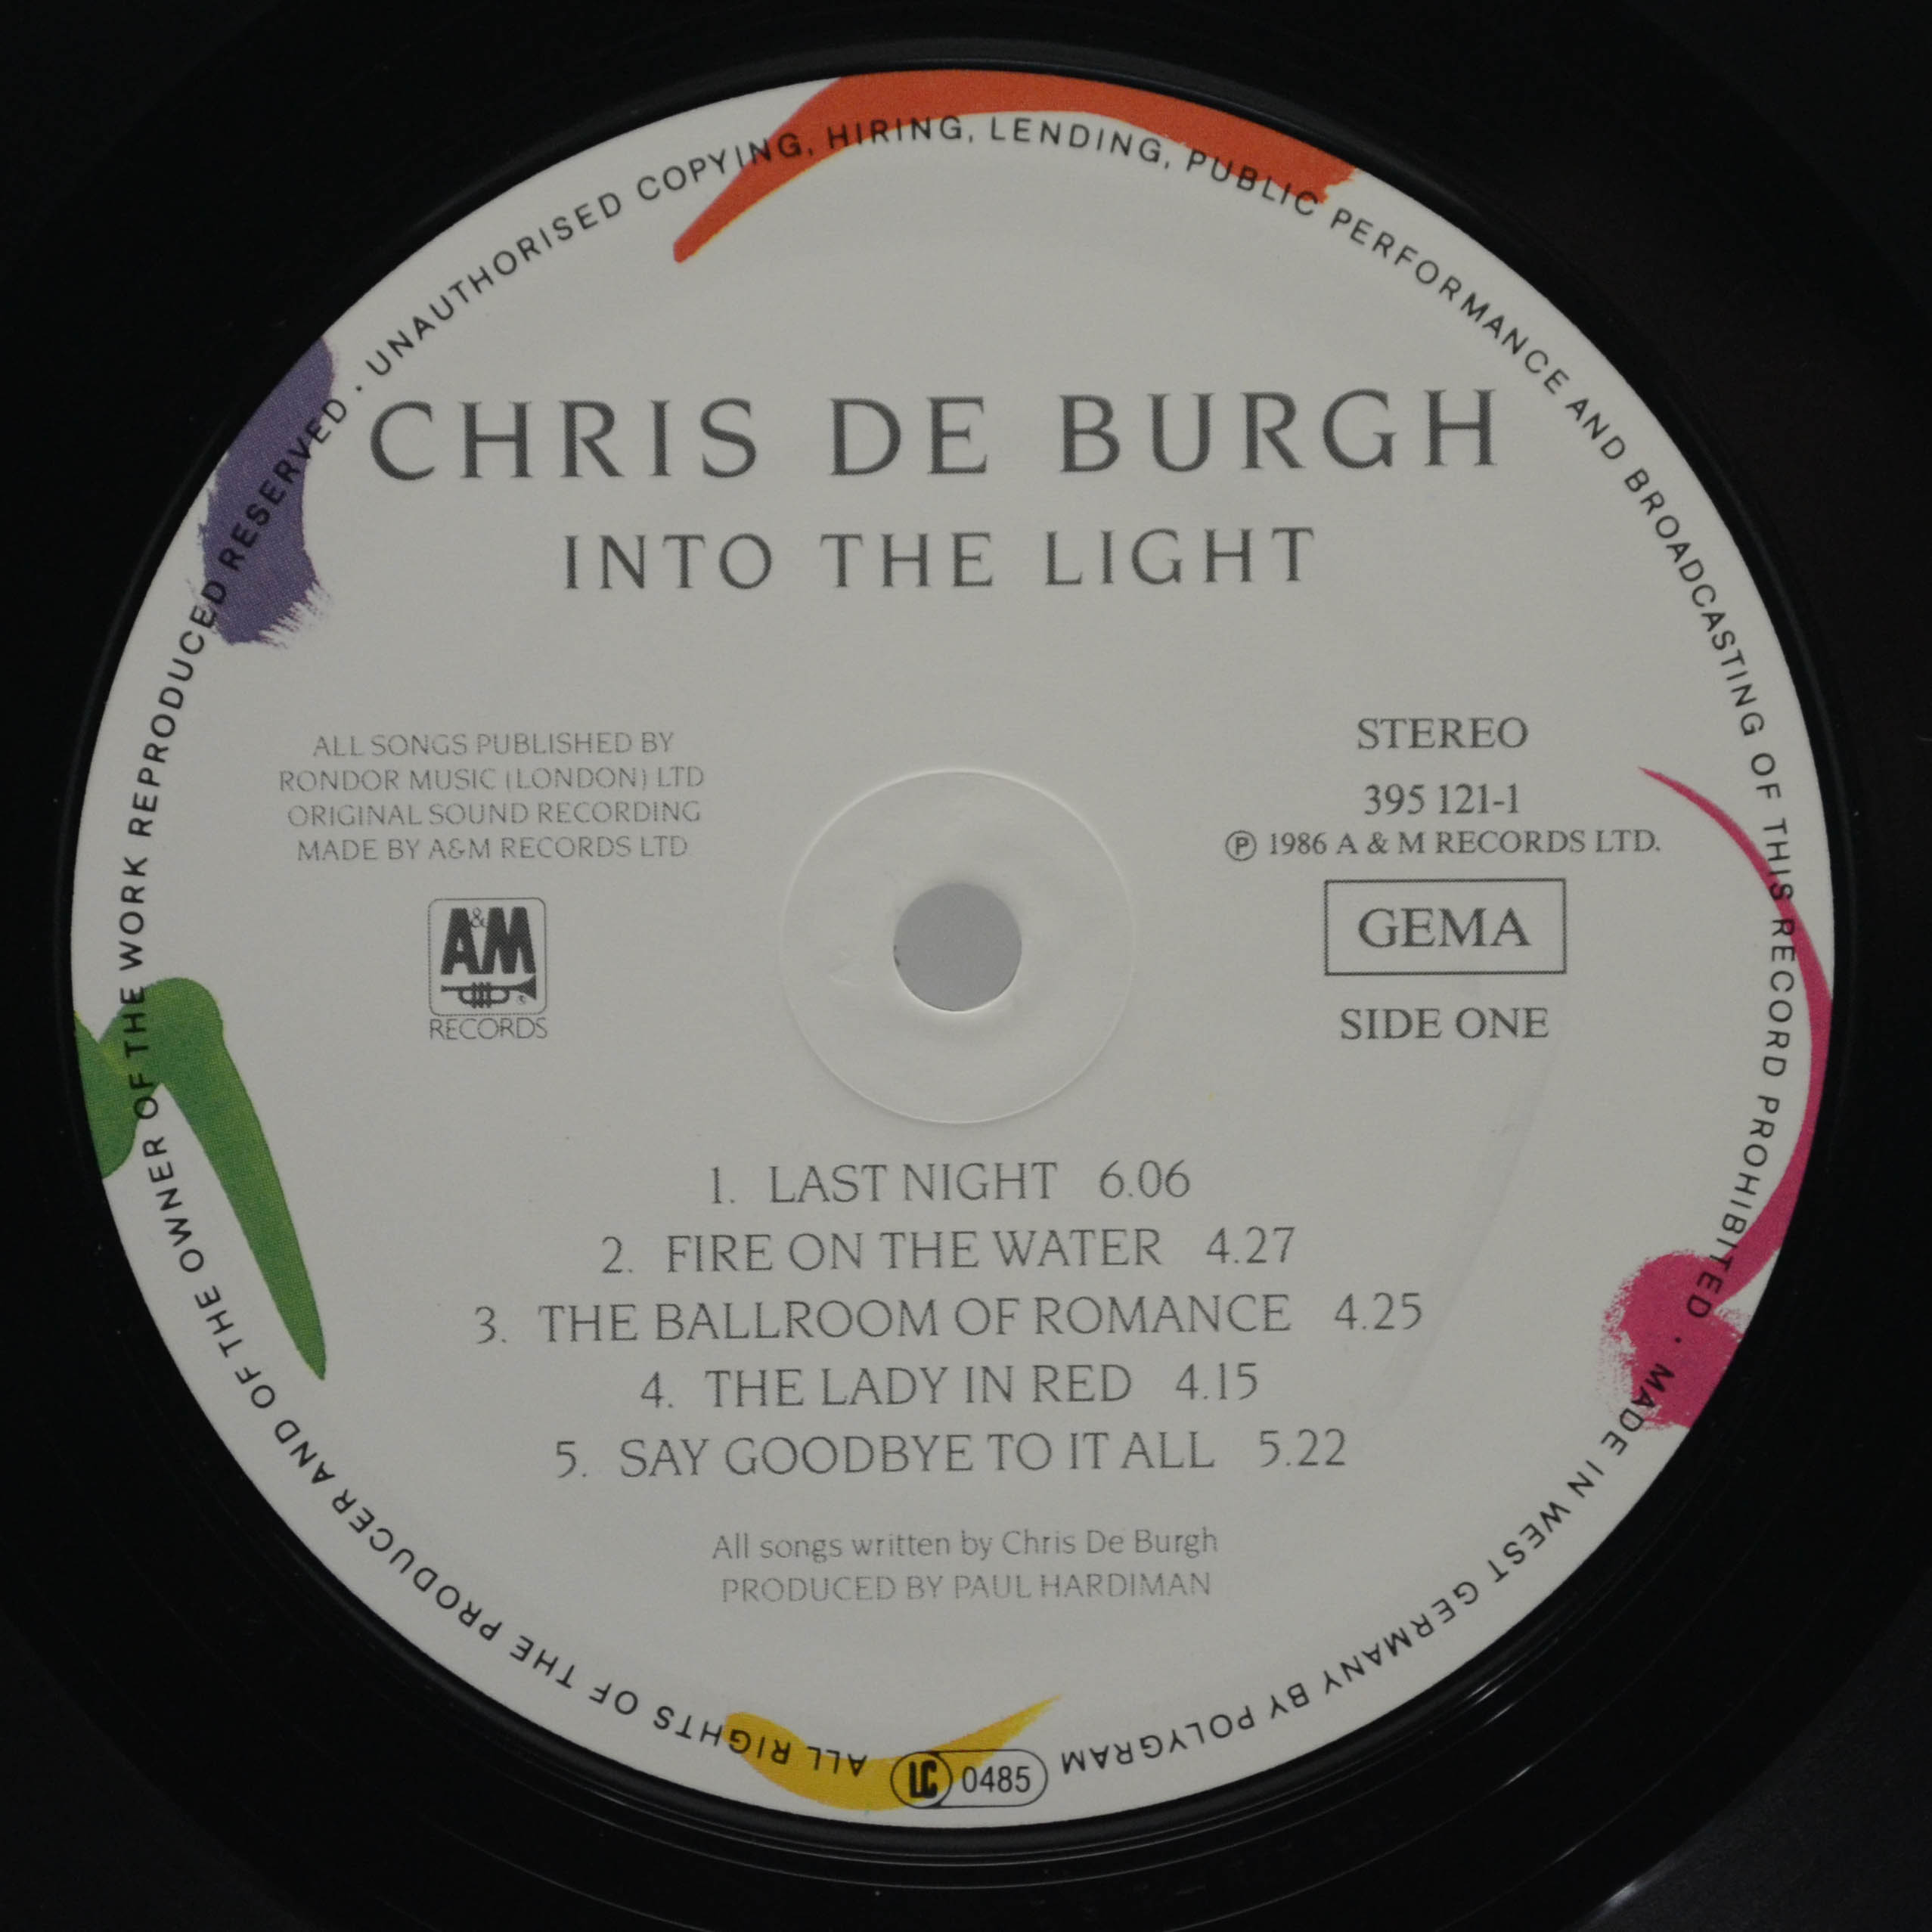 ALL RIGHTS OF THE PRODUCER AND OF THE OWNER OF THE WORK REPRODUCED RESERVED · UNAUTHORISED COPYING, HIRING, LENDING, PUBLIC PERFORMANCE AND BROADCASTING OF THIS RECORD PROHIBITED · MADE IN WEST GERMANY BY POLYGRAM
CHRIS DE BURGH
INTO THE LIGHT
ALL SONGS PUBLISHED BY
RONDOR MUSIC (LONDON) LTD
ORIGINAL SOUND RECORDING
MADE BY A&M RECORDS LTD
A&M
®
RECORDS
STEREO
395 121-1
℗ 1986 A & M RECORDS LTD.
GEMA
SIDE ONE
1. LAST NIGHT 6.06
2. FIRE ON THE WATER 4.27
3. THE BALLROOM OF ROMANCE 4.25
4. THE LADY IN RED 4.15
5. SAY GOODBYE TO IT ALL 5.22
All songs written by Chris De Burgh
PRODUCED BY PAUL HARDIMAN
LC 0485